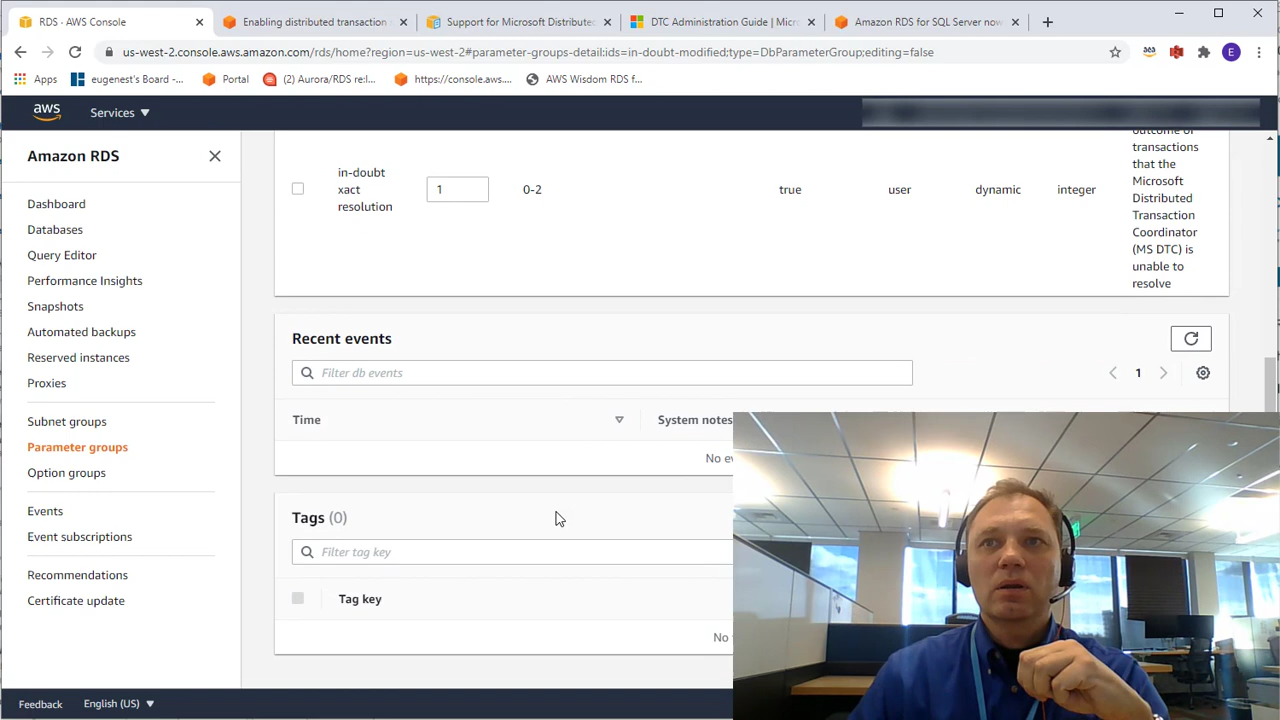 RDS - AWS Console
Enabling distributed transaction
Support for Microsoft Distribute
DTC Administration Guide | Micr
Amazon RDS for SQL Server now
us-west-2.console.aws.amazon.com/rds/home?region=us-west-2#parameter-groups-detail:ids=in-doubt-modified;type=DbParameterGroup;editing=false
E
Apps
eugenest's Board -...
Portal
(2) Aurora/RDS re:I...
https://console.aws....
AWS Wisdom RDS f...
aws
Services
Amazon RDS
Dashboard
Databases
Query Editor
Performance Insights
Snapshots
Automated backups
Reserved instances
Proxies
Subnet groups
Parameter groups
Option groups
Events
Event subscriptions
Recommendations
Certificate update
in-doubt
xact
resolution
1
0-2
true
user
dynamic
integer
outcome of
transactions
that the
Microsoft
Distributed
Transaction
Coordinator
(MS DTC) is
unable to
resolve
Recent events
Filter db events
1
Time
System notes
No ev
Tags (0)
Filter tag key
Tag key
No
Feedback
English (US)